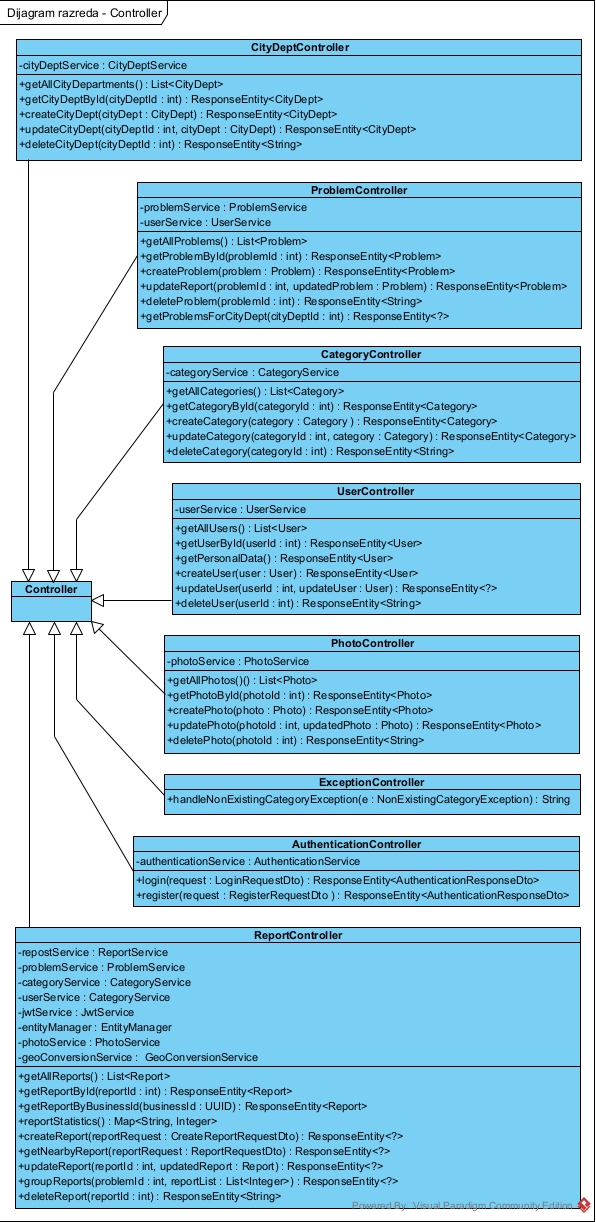 Dijagram razreda - Controller
CityDeptController
-cityDeptService : CityDeptService
+getAllCityDepartments() : List<CityDept>
+getCityDeptById(cityDeptId : int) : ResponseEntity<CityDept>
+createCityDept(cityDept : CityDept) : ResponseEntity<CityDept>
+updateCityDept(cityDeptId : int, cityDept : CityDept) : ResponseEntity<CityDept>
+deleteCityDept(cityDeptId : int) : ResponseEntity<String>
ProblemController
-problemService : ProblemService
-userService : UserService
+getAllProblems() : List<Problem>
+getProblemById(problemId : int) : ResponseEntity<Problem>
+createProblem(problem : Problem) : ResponseEntity<Problem>
+updateReport(problemId : int, updatedProblem : Problem) : ResponseEntity<Problem>
+deleteProblem(problemId : int) : ResponseEntity<String>
+getProblemsForCityDept(cityDeptId : int) : ResponseEntity<?>
CategoryController
-categoryService : CategoryService
+getAllCategories() : List<Category>
+getCategoryById(categoryId : int) : ResponseEntity<Category>
+createCategory(category : Category ) : ResponseEntity<Category>
+updateCategory(categoryId : int, category : Category) : ResponseEntity<Category>
+deleteCategory(categoryId : int) : ResponseEntity<String>
UserController
-userService : UserService
+getAllUsers() : List<User>
+getUserById(userId : int) : ResponseEntity<User>
+getPersonalData() : ResponseEntity<User>
+createUser(user : User) : ResponseEntity<User>
+updateUser(userId : int, updateUser : User) : ResponseEntity<?>
+deleteUser(userId : int) : ResponseEntity<String>
Controller
PhotoController
-photoService : PhotoService
+getAllPhotos()() : List<Photo>
+getPhotoById(photoId : int) : ResponseEntity<Photo>
+createPhoto(photo : Photo) : ResponseEntity<Photo>
+updatePhoto(photoId : int, updatedPhoto : Photo) : ResponseEntity<Photo>
+deletePhoto(photoId : int) : ResponseEntity<String>
ExceptionController
+handleNonExistingCategoryException(e : NonExistingCategoryException) : String
AuthenticationController
-authenticationService : AuthenticationService
+login(request : LoginRequestDto) : ResponseEntity<AuthenticationResponseDto>
+register(request : RegisterRequestDto ) : ResponseEntity<AuthenticationResponseDto>
ReportController
-repostService : ReportService
-problemService : ProblemService
-categoryService : CategoryService
-userService : CategoryService
-jwtService : JwtService
-entityManager : EntityManager
-photoService : PhotoService
-geoConversionService : GeoConversionService
+getAllReports() : List<Report>
+getReportById(reportId : int) : ResponseEntity<Report>
+getReportByBusinessId(businessId : UUID) : ResponseEntity<Report>
+reportStatistics() : Map<String, Integer>
+createReport(reportRequest : CreateReportRequestDto) : ResponseEntity<?>
+getNearbyReport(reportRequest : ReportRequestDto) : ResponseEntity<?>
+updateReport(reportId : int, updatedReport : Report) : ResponseEntity<?>
+groupReports(problemId : int, reportList : List<Integer>) : ResponseEntity<?>
+deleteReport(reportId : int) : ResponseEntity<String>
Powered By Visual Paradigm Community Edition